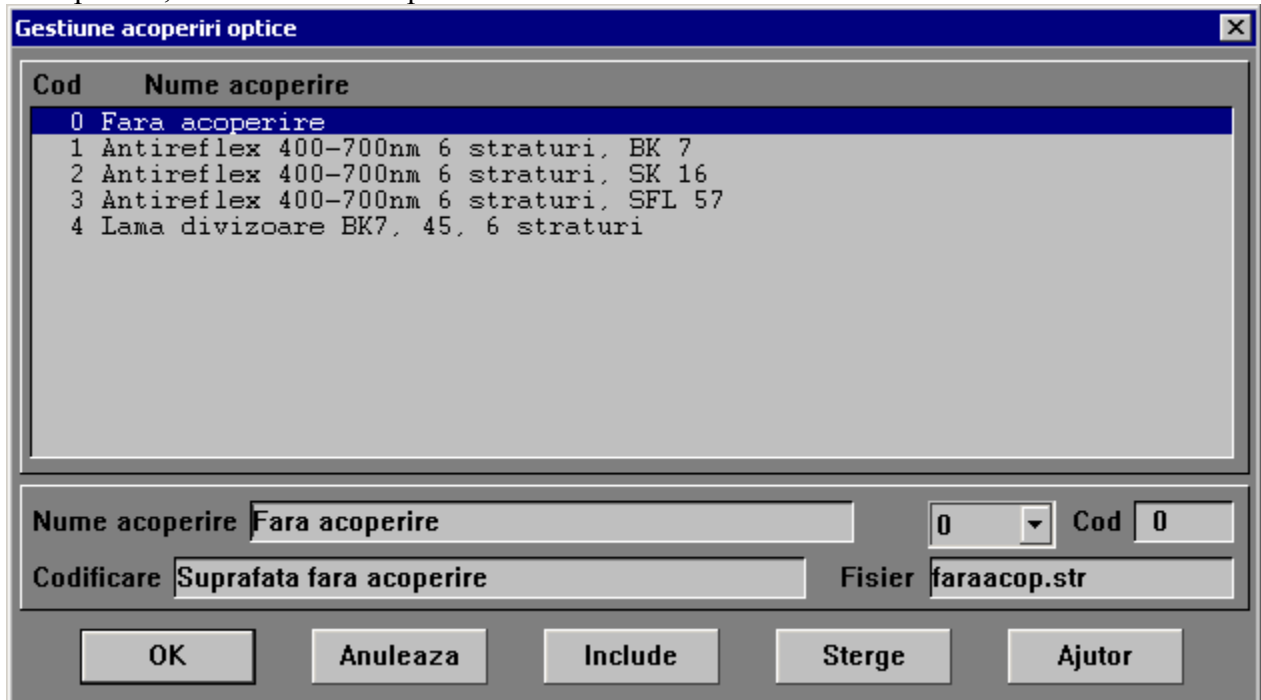 Gestiune acoperiri optice
Cod Nume acoperire
0 Fara acoperire
1 Antireflex 400-700nm 6 straturi, BK 7
2 Antireflex 400-700nm 6 straturi, SK 16
3 Antireflex 400-700nm 6 straturi, SFL 57
4 Lama divizoare BK7, 45, 6 straturi
Nume acoperire Fara acoperire 0 Cod 0
Codificare Suprafata fara acoperire Fisier faraacop.str
OK Anuleaza Include Sterge Ajutor